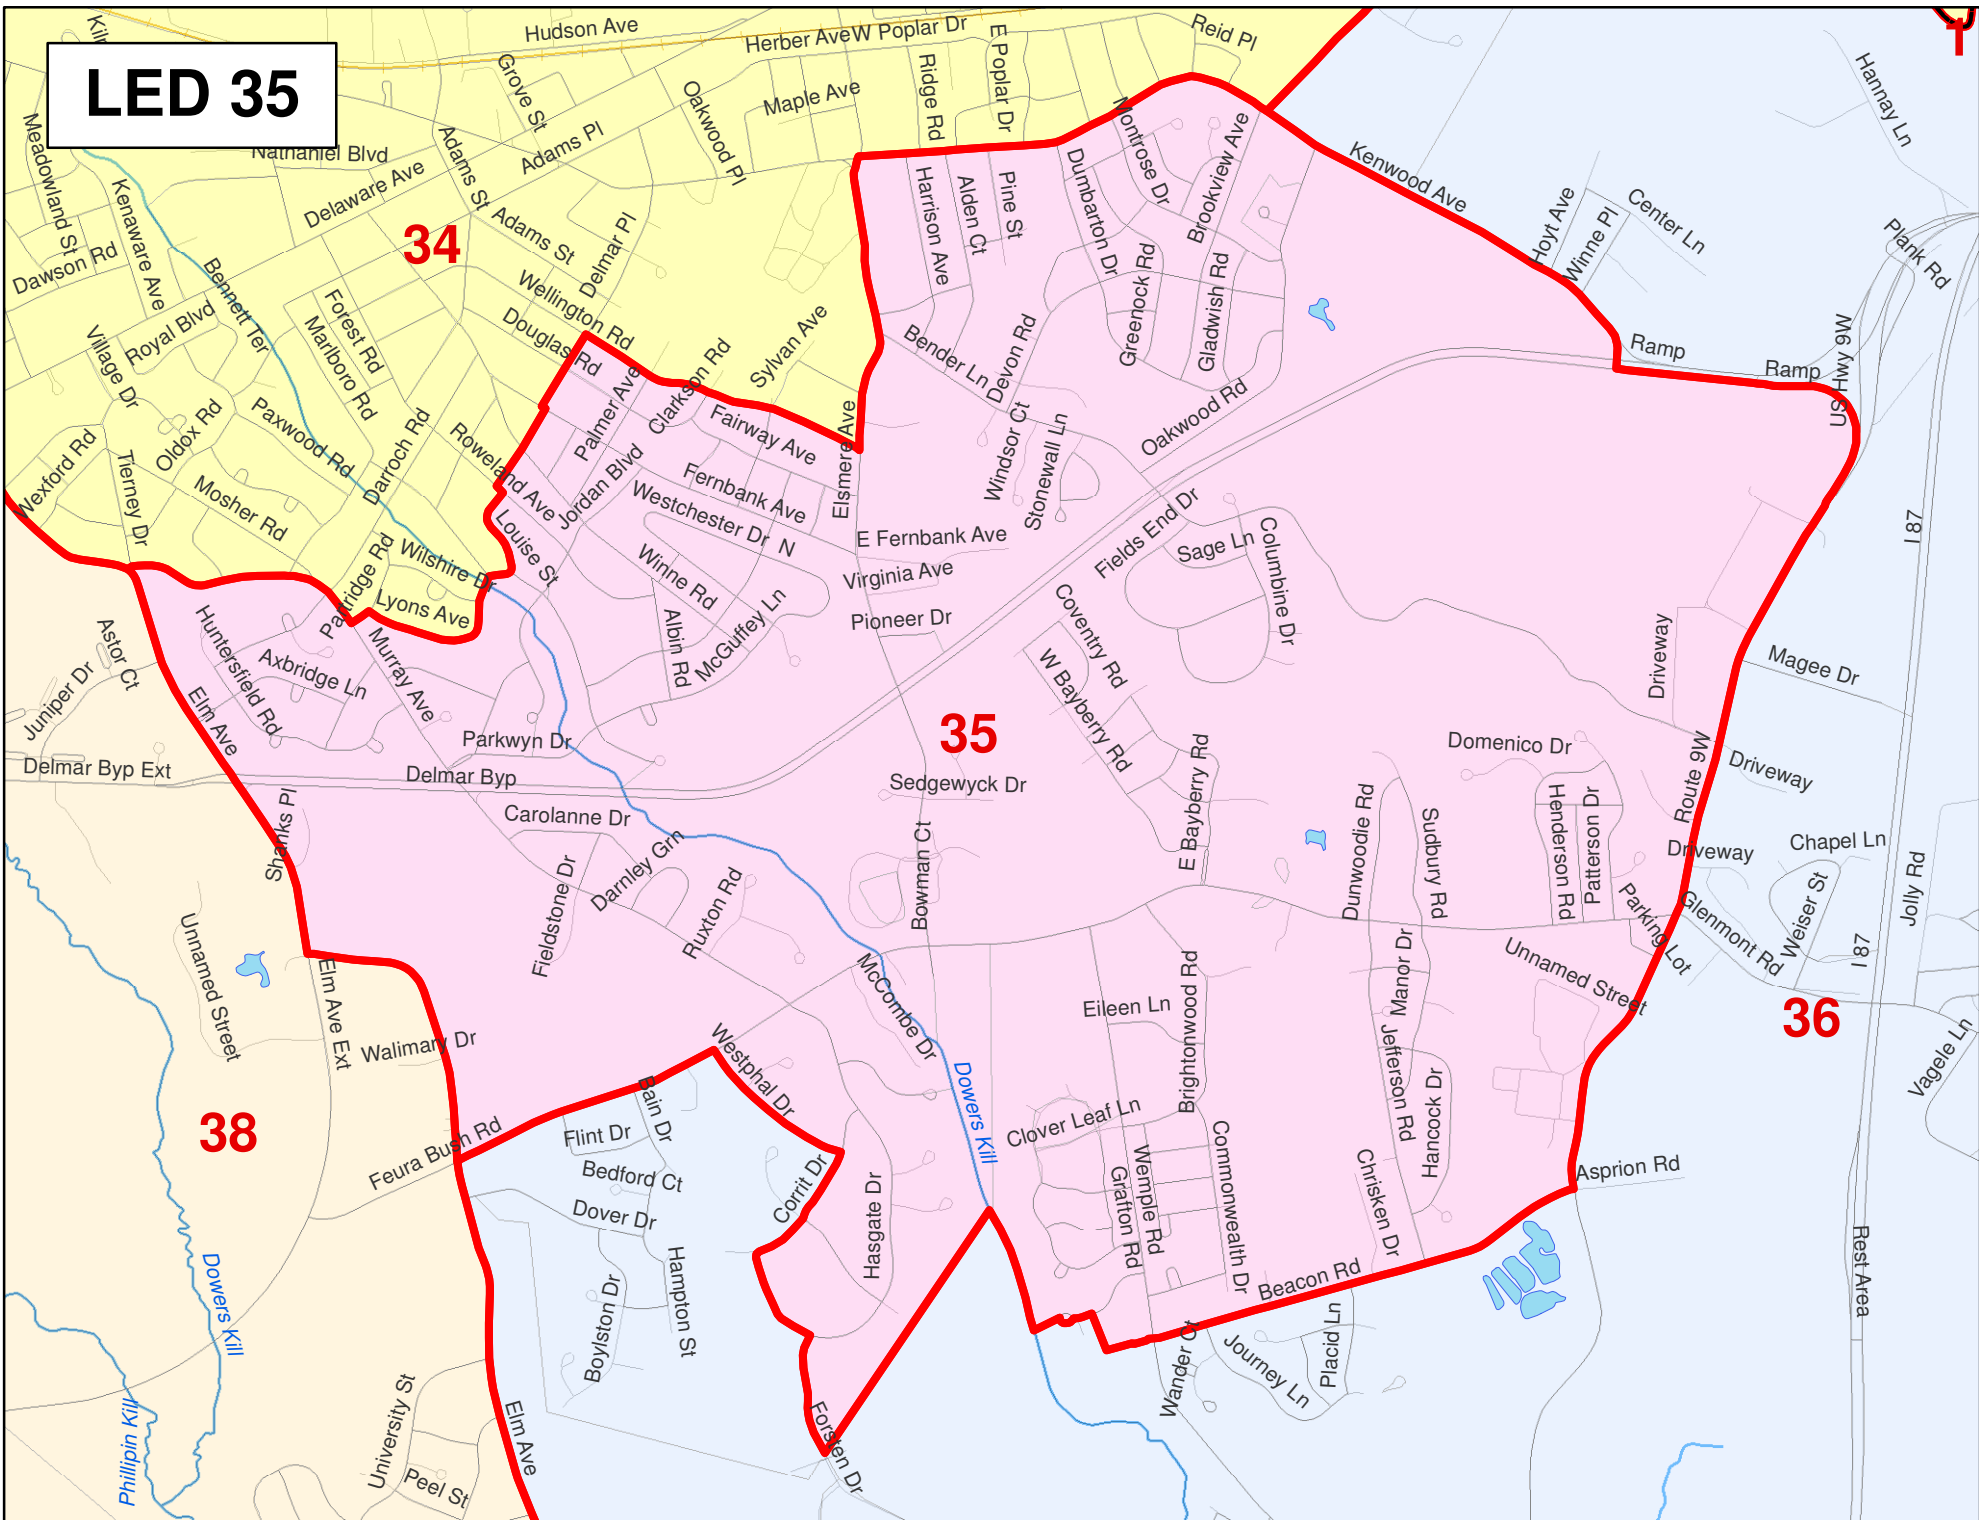 LED 35
Hudson Ave
Herber Ave
W Poplar Dr
E Poplar Dr
Reid Pl
Grove St
Oakwood Pl
Maple Ave
Ridge Rd
Meadowland St
Nathaniel Blvd
Adams St
Adams Pl
Delaware Ave
Kenaware Ave
Dawson Rd
34
Adams St
Delmar Pl
Wellington Rd
Douglas Rd
Bennett Ter
Royal Blvd
Village Dr
Forest Rd
Marlboro Rd
Sylvan Ave
Clarkson Rd
Palmer Ave
Fairway Ave
Elsmere Ave
Oldox Rd
Paxwood Rd
Darroch Rd
Roweland Ave
Wexford Rd
Tierney Dr
Mosher Rd
Jordan Blvd
Fernbank Ave
Westchester Dr N
Louise St
Wilshire Dr
Partridge Rd
Lyons Ave
Winne Rd
McGuffey Ln
Albin Rd
Harrison Ave
Alden Ct
Pine St
Dumbarton Dr
Montrose Dr
Brookview Ave
Greenock Rd
Gladwish Rd
Bender Ln
Devon Rd
Windsor Ct
Stonewall Ln
Oakwood Rd
Kenwood Ave
Hoyt Ave
Winne Pl
Center Ln
Hannay Ln
Plank Rd
Ramp
Ramp
US Hwy 9W
I 87
E Fernbank Ave
Virginia Ave
Pioneer Dr
Fields End Dr
Sage Ln
Columbine Dr
Coventry Rd
W Bayberry Rd
E Bayberry Rd
35
Driveway
Magee Dr
Route 9W
Driveway
Driveway
Domenico Dr
Henderson Rd
Patterson Dr
Dunwoodie Rd
Sudbury Rd
Chapel Ln
Weiser St
Jolly Rd
Parking Lot
Glenmont Rd
I 87
Unnamed Street
36
Vagele Ln
Astor Ct
Juniper Dr
Huntersfield Rd
Axbridge Ln
Murray Ave
Elm Ave
Parkwyn Dr
Delmar Byp Ext
Delmar Byp
Carolanne Dr
Shanks Pl
Fieldstone Dr
Darnley Grn
Ruxton Rd
Sedgewyck Dr
Bowman Ct
McCombe Dr
Unnamed Street
Elm Ave Ext
Walimary Dr
38
Feura Bush Rd
Westphal Dr
Bain Dr
Flint Dr
Bedford Ct
Dover Dr
Corrit Dr
Hasgate Dr
Dowers Kill
Eileen Ln
Brightonwood Rd
Manor Dr
Clover Leaf Ln
Wemple Rd
Grafton Rd
Commonwealth Dr
Jefferson Rd
Hancock Dr
Chrisken Dr
Asprion Rd
Beacon Rd
Wander Ct
Journey Ln
Placid Ln
Rest Area
Dowers Kill
Phillipin Kill
Boylston Dr
Hampton St
University St
Peel St
Elm Ave
Forsten Dr